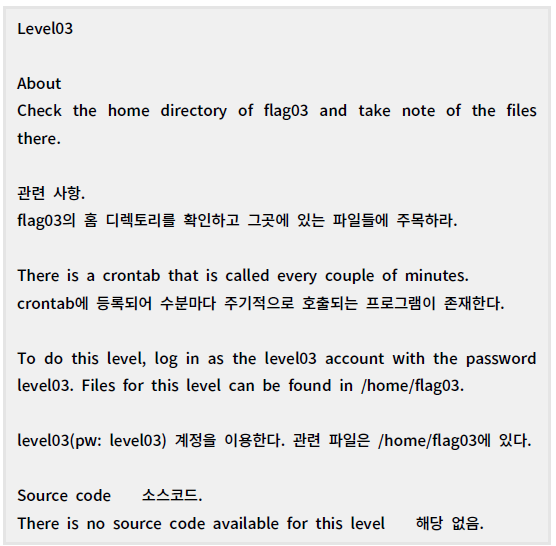 Level03
About
Check the home directory of flag03 and take note of the files
there.
관련 사항.
flag03의 홈 디렉토리를 확인하고 그곳에 있는 파일들에 주목하라.
There is a crontab that is called every couple of minutes.
crontab에 등록되어 수분마다 주기적으로 호출되는 프로그램이 존재한다.
To do this level, log in as the level03 account with the password
level03. Files for this level can be found in /home/flag03.
level03(pw: level03) 계정을 이용한다. 관련 파일은 /home/flag03에 있다.
Source code 소스코드.
There is no source code available for this level 해당 없음.